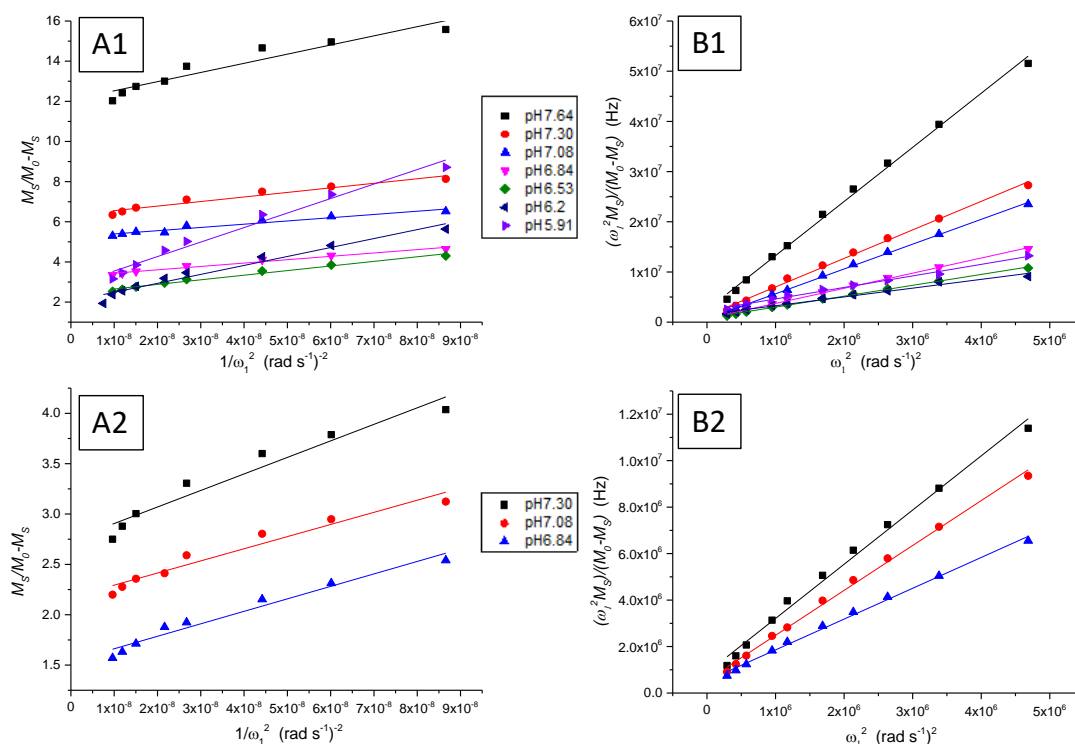 A1
16
14
12
10
8
6
4
2
M_S/M_0-M_S
1x10^-8 2x10^-8 3x10^-8 4x10^-8 5x10^-8 6x10^-8 7x10^-8 8x10^-8 9x10^-8
1/ω_1^2 (rad s^-1)^-2
pH7.64
pH7.30
pH7.08
pH6.84
pH6.53
pH6.2
pH5.91
B1
6x10^7
5x10^7
4x10^7
3x10^7
2x10^7
1x10^7
0
(ω_1^2M_S)/(M_0-M_S) (Hz)
0 1x10^6 2x10^6 3x10^6 4x10^6 5x10^6
ω_1^2 (rad s^-1)^2
A2
4.0
3.5
3.0
2.5
2.0
1.5
M_S/M_0-M_S
1x10^-8 2x10^-8 3x10^-8 4x10^-8 5x10^-8 6x10^-8 7x10^-8 8x10^-8 9x10^-8
1/ω_1^2 (rad s^-1)^-2
pH7.30
pH7.08
pH6.84
B2
1.2x10^7
1.0x10^7
8.0x10^6
6.0x10^6
4.0x10^6
2.0x10^6
0.0
(ω_1^2M_S)/(M_0-M_S) (Hz)
0 1x10^6 2x10^6 3x10^6 4x10^6 5x10^6
ω_1^2 (rad s^-1)^2